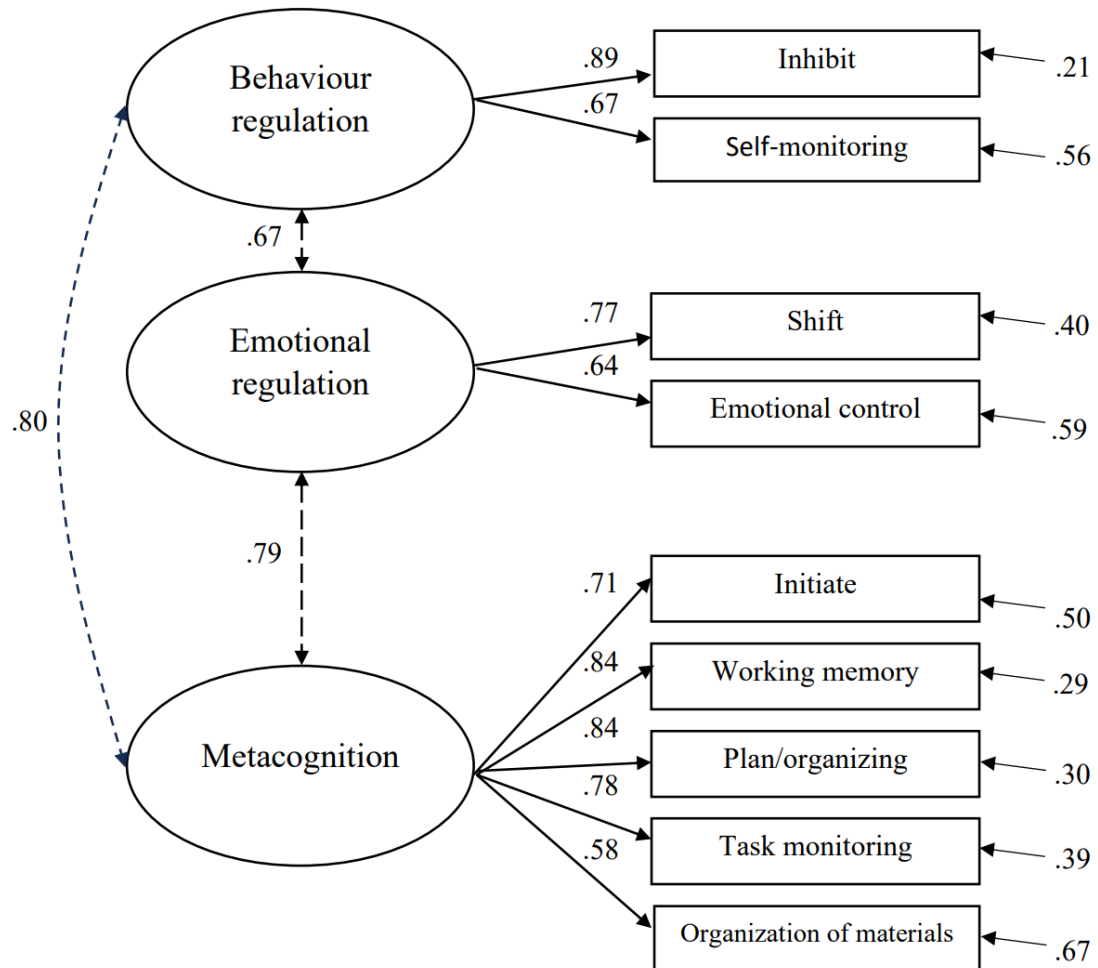 Behaviour
regulation
.89
.67
Inhibit
.21
Self-monitoring
.56
.67
Emotional
regulation
.77
.64
Shift
.40
Emotional control
.59
.80
.79
Metacognition
.71
.84
.84
.78
.58
Initiate
.50
Working memory
.29
Plan/organizing
.30
Task monitoring
.39
Organization of materials
.67